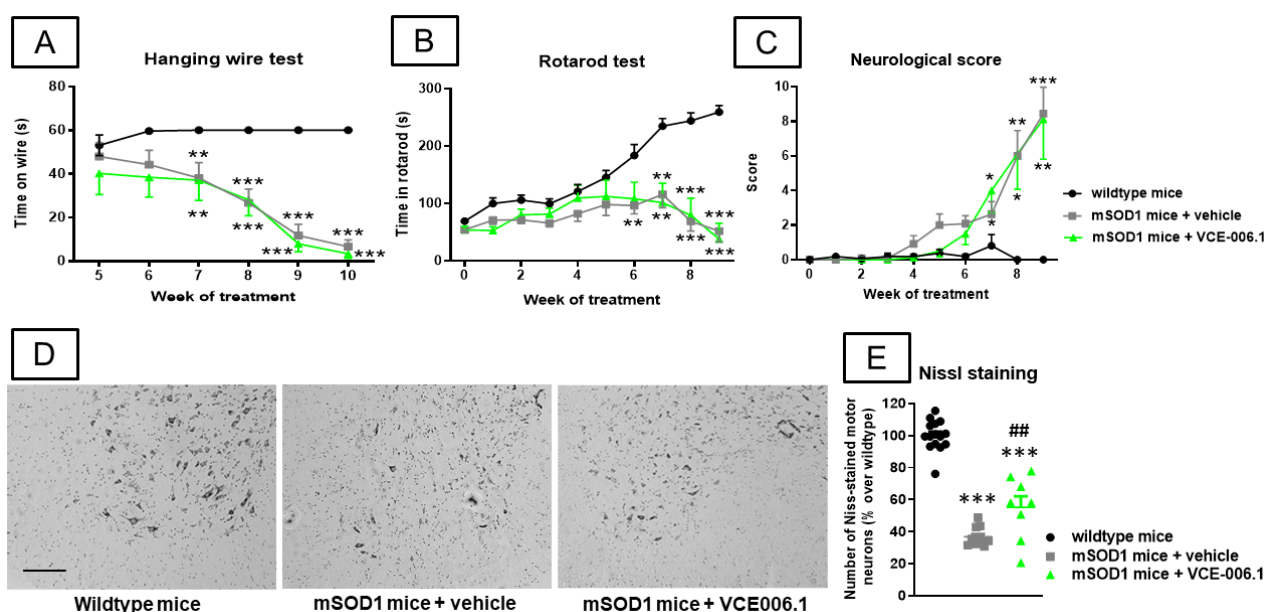 A
B
C
Hanging wire test
Rotarod test
Neurological score
Time on wire (s)
80
60
40
20
0
**
***
**
***
***
***
***
***
5 6 7 8 9 10
Week of treatment
Time in rotarod (s)
300
200
100
0
**
***
***
**
**
***
***
0 2 4 6 8
Week of treatment
Score
10
8
6
4
2
0
***
**
**
*
*
*
*
0 2 4 6 8
Week of treatment
wildtype mice
mSOD1 mice + vehicle
mSOD1 mice + VCE-006.1
D
Wildtype mice
mSOD1 mice + vehicle
mSOD1 mice + VCE006.1
E
Nissl staining
Number of Niss-stained motor
neurons (% over wildtype)
120
100
80
60
40
20
0
##
***
***
wildtype mice
mSOD1 mice + vehicle
mSOD1 mice + VCE-006.1